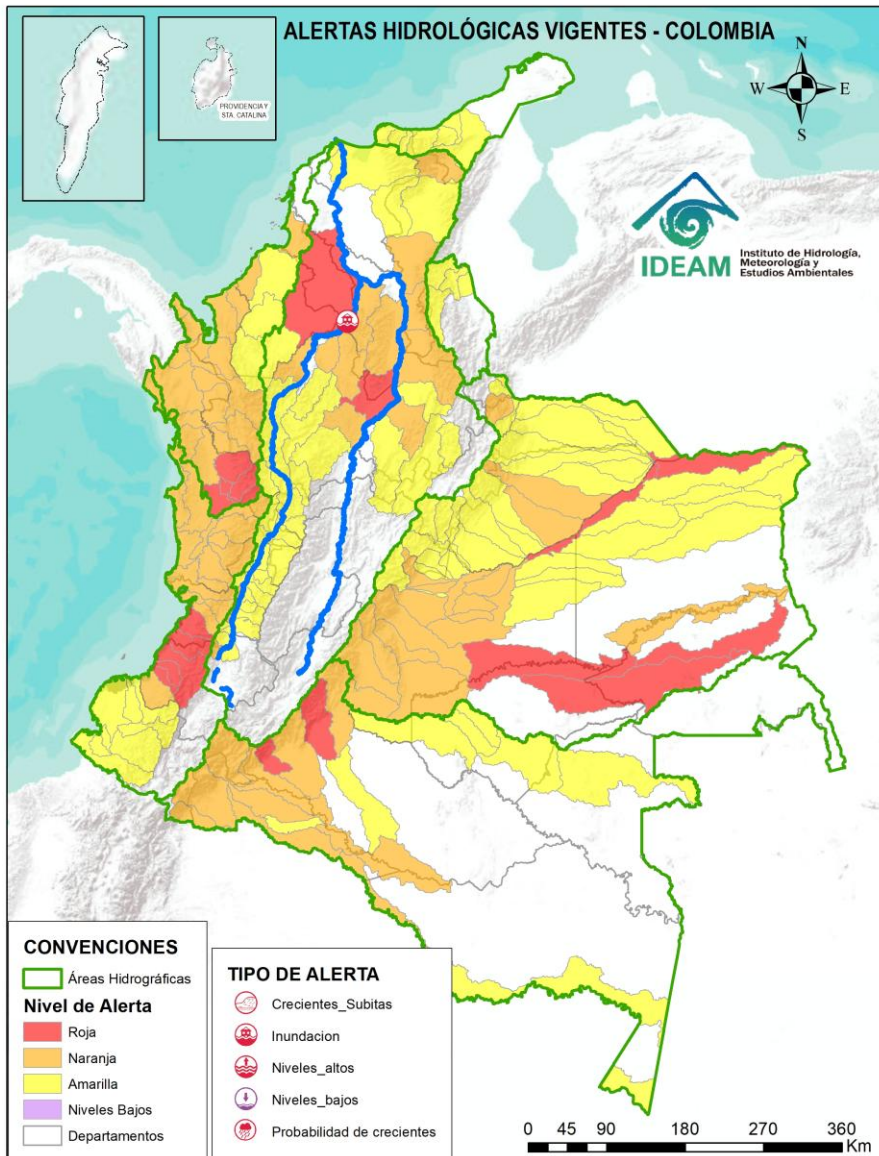 ALERTAS HIDROLÓGICAS VIGENTES - COLOMBIA
PROVIDENCIA Y
STA. CATALINA
N
W
E
S
IDEAM
Instituto de Hidrología,
Meteorología y
Estudios Ambientales
CONVENCIONES
Áreas Hidrográficas
Nivel de Alerta
Roja
Naranja
Amarilla
Niveles Bajos
Departamentos
TIPO DE ALERTA
Crecientes_Subitas
Inundacion
Niveles_altos
Niveles_bajos
Probabilidad de crecientes
0 45 90 180 270 360
Km